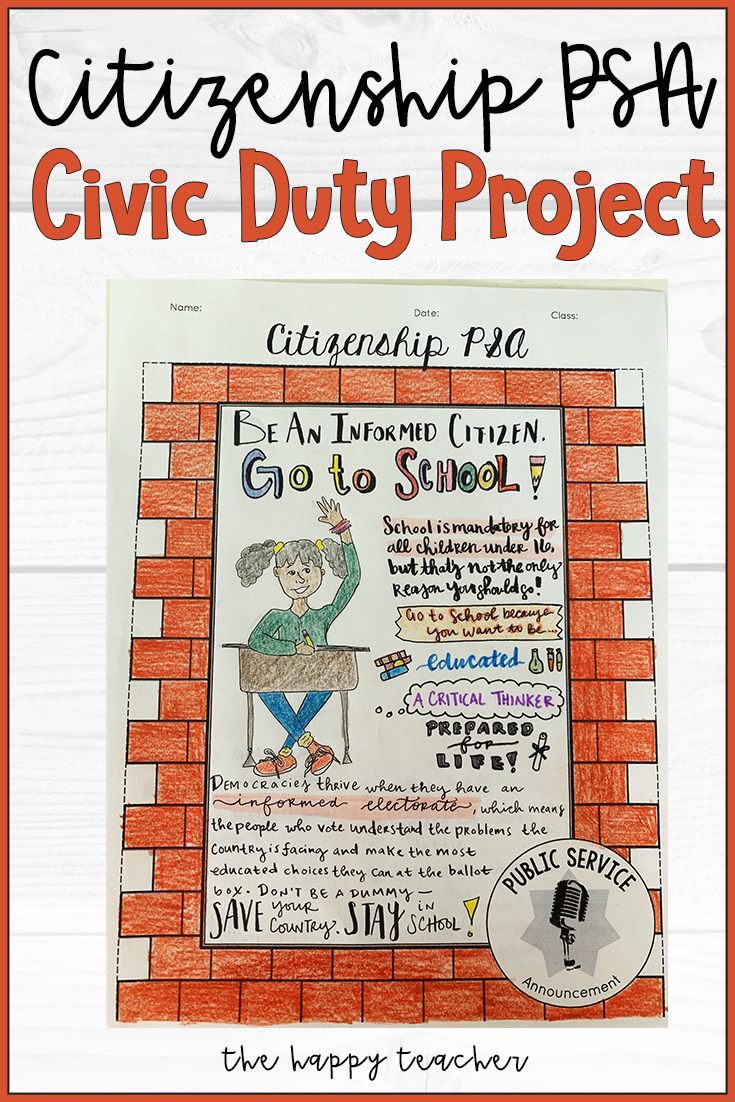 Citizenship PSA
Civic Duty Project
Name: Date: Class:
Citizenship PSA
BE AN INFORMED CITIZEN.
Go to SCHOOL!
School is mandatory for
all children under 16,
but that's not the only
reason you should go!
Go to School because
you want to be...
educated
A CRITICAL THINKER
PREPARED
for
LIFE!
DEMOCRACIES thrive when they have an
informed electorate, which means
the people who vote understand the problems the
country is facing and make the most
educated choices they can at the ballot
box. DON'T BE A DUMMY —
SAVE YOUR COUNTRY. STAY IN SCHOOL!
PUBLIC SERVICE
Announcement
the happy teacher